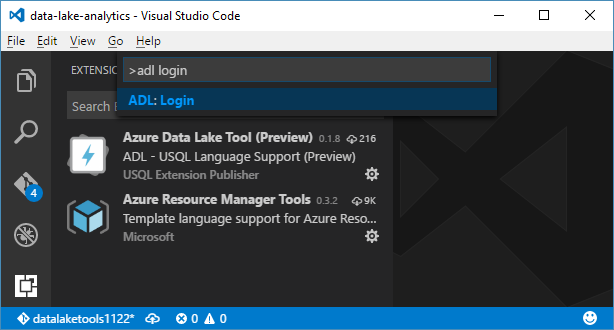 data-lake-analytics - Visual Studio Code
File Edit View Go Help
EXTENSIO
>adl login
ADL: Login
Search E
Azure Data Lake Tool (Preview) 0.1.8 216
ADL - USQL Language Support (Preview)
USQL Extension Publisher
Azure Resource Manager Tools 0.3.2 9K
Template language support for Azure Reso...
Microsoft
4
datalaketools1122* 0 0